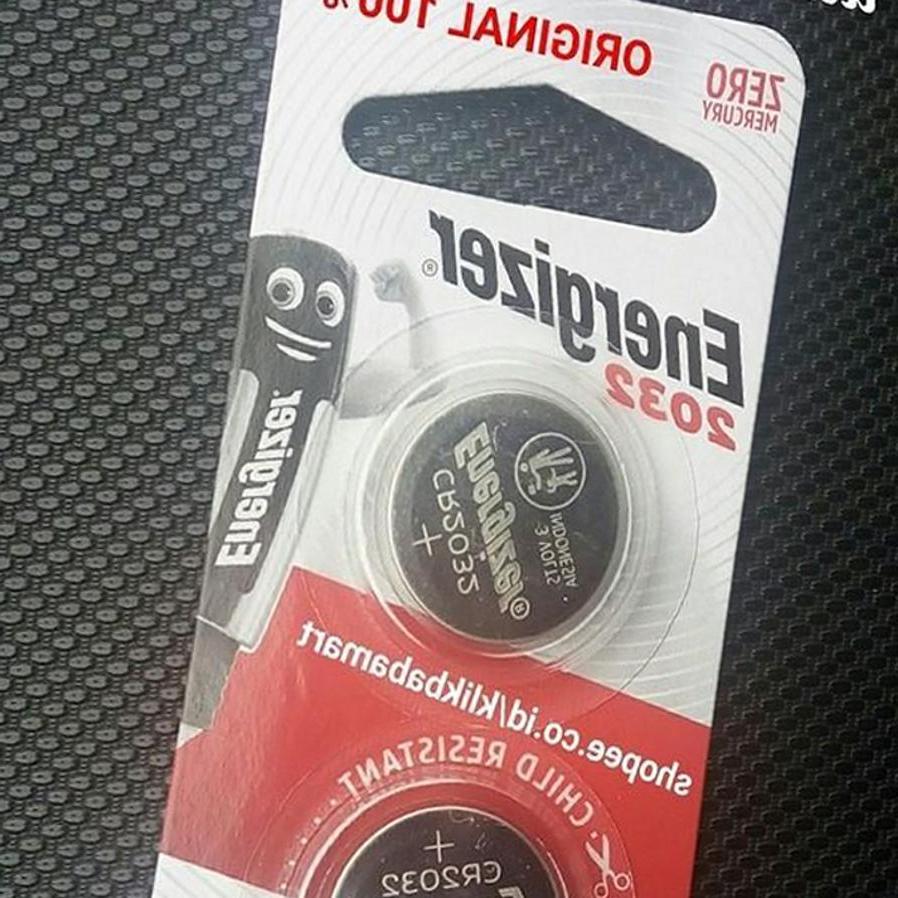 ORIGINAL 100%
ZERO
MERCURY
Energizer®
2032
Energizer
Energizer®
CR2032
+
INDONESIA
3 VOLTS
shopee.co.id/klikbabamart
CHILD RESISTANT
+
CR2032